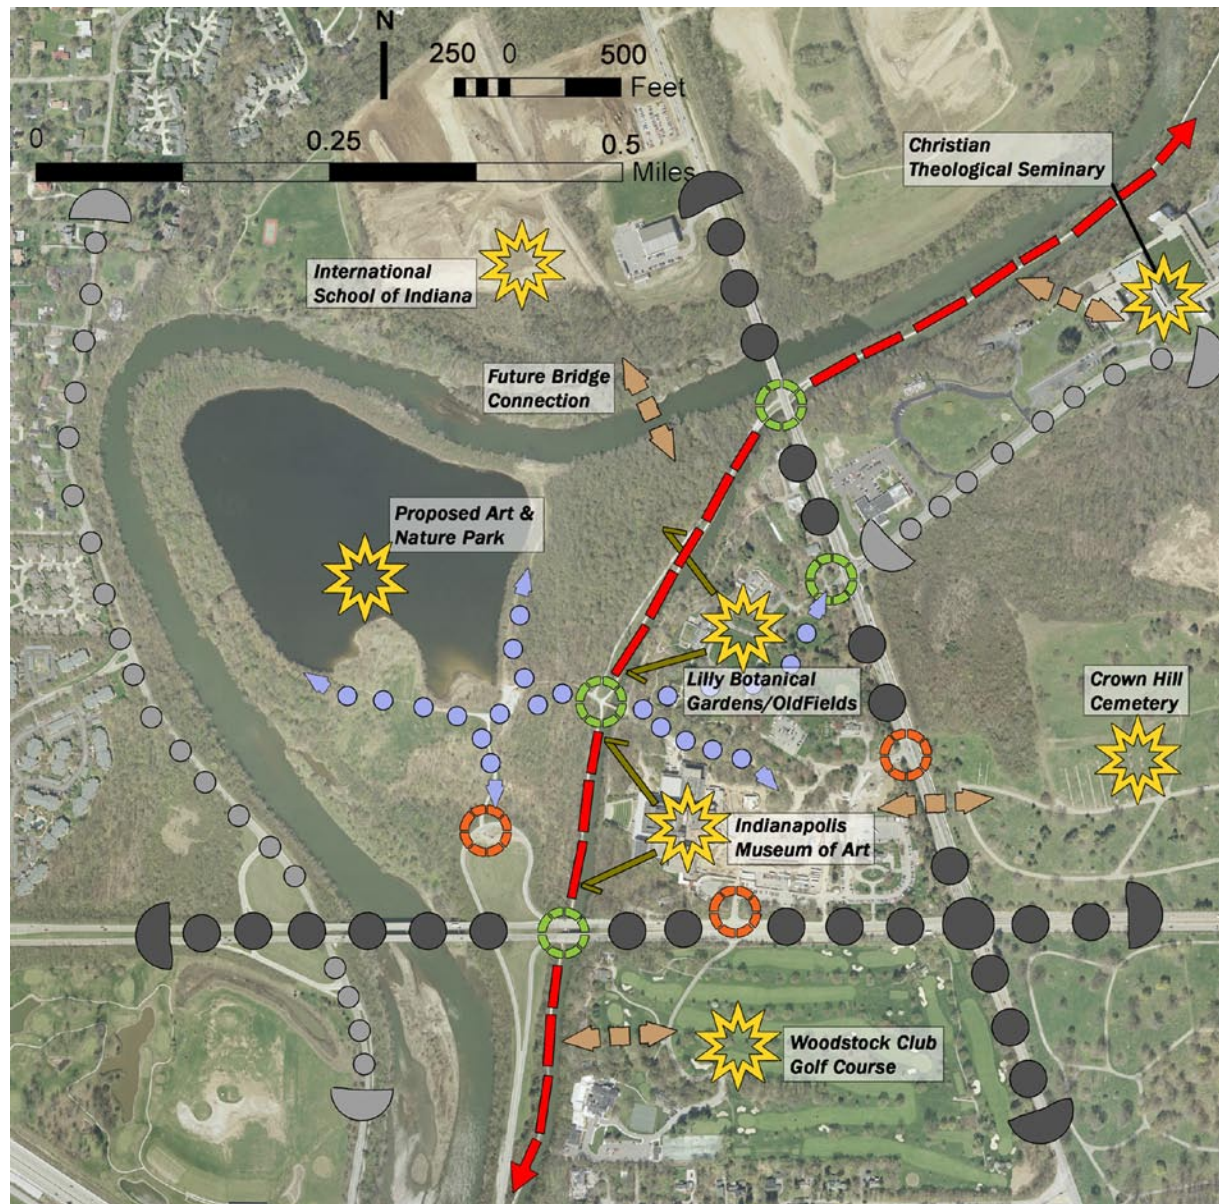 N
250 0 500
Feet
0 0.25 0.5
Miles
Christian
Theological Seminary
International
School of Indiana
Future Bridge
Connection
Proposed Art &
Nature Park
Lilly Botanical
Gardens/OldFields
Crown Hill
Cemetery
Indianapolis
Museum of Art
Woodstock Club
Golf Course